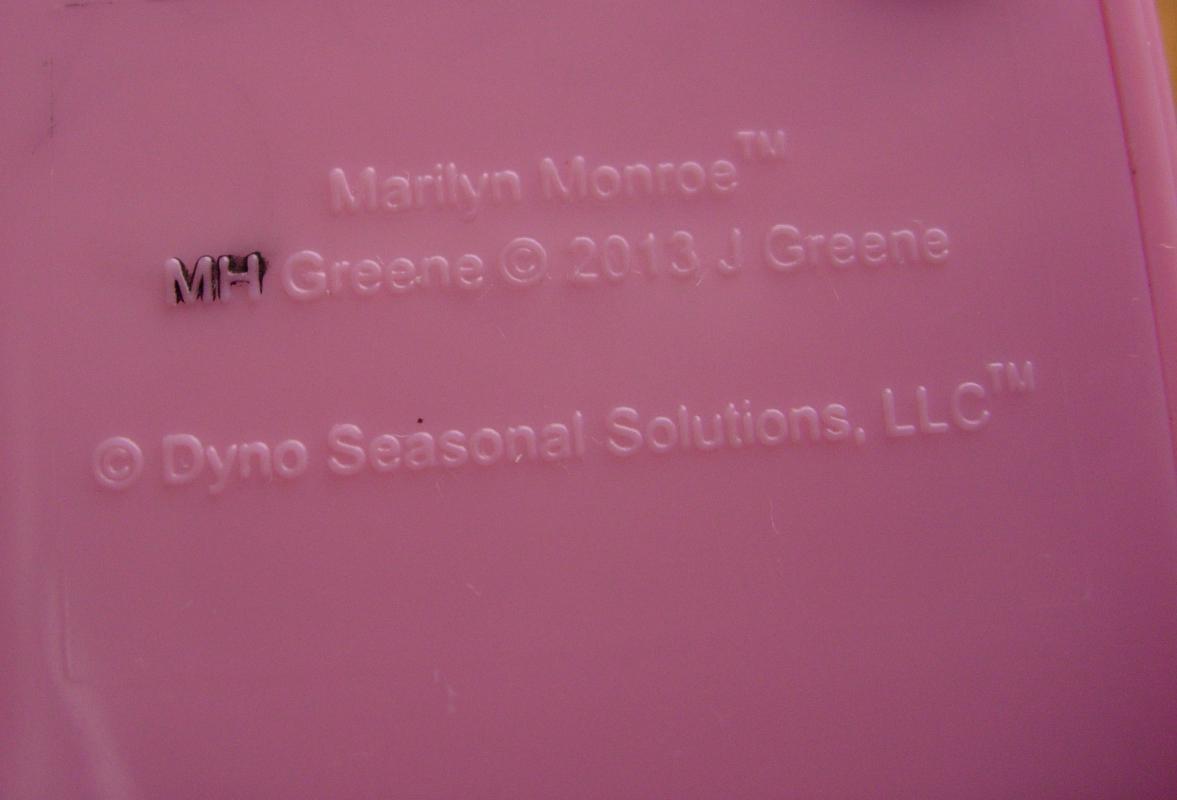 Marilyn Monroe™
MH Greene © 2013 J Greene
© Dyno Seasonal Solutions, LLC™